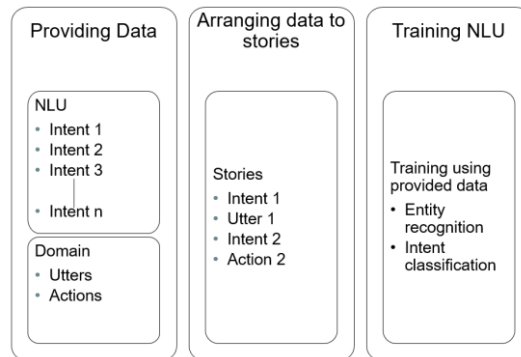 Providing Data
NLU
• Intent 1
• Intent 2
• Intent 3
• Intent n
Domain
• Utters
• Actions
Arranging data to
stories
Stories
• Intent 1
• Utter 1
• Intent 2
• Action 2
Training NLU
Training using
provided data
• Entity
recognition
• Intent
classification